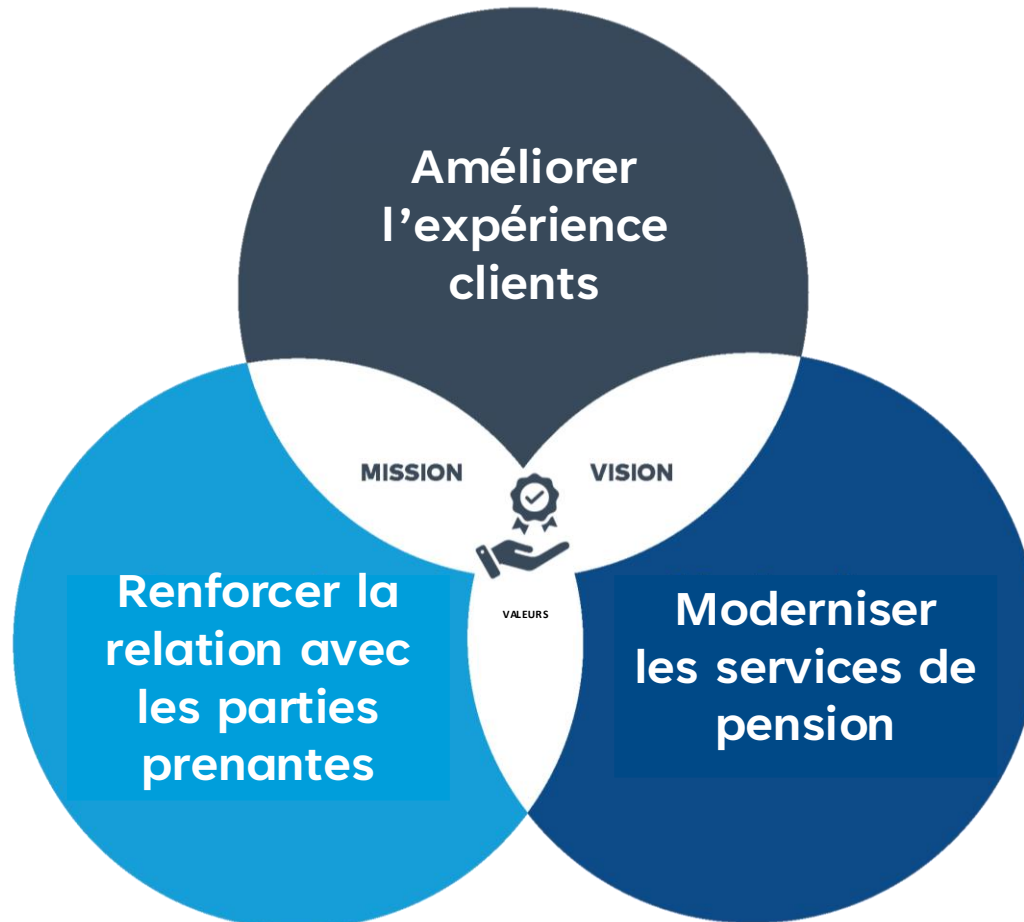 Améliorer
l’expérience
clients
MISSION
VISION
VALEURS
Renforcer la
relation avec
les parties
prenantes
Moderniser
les services de
pension